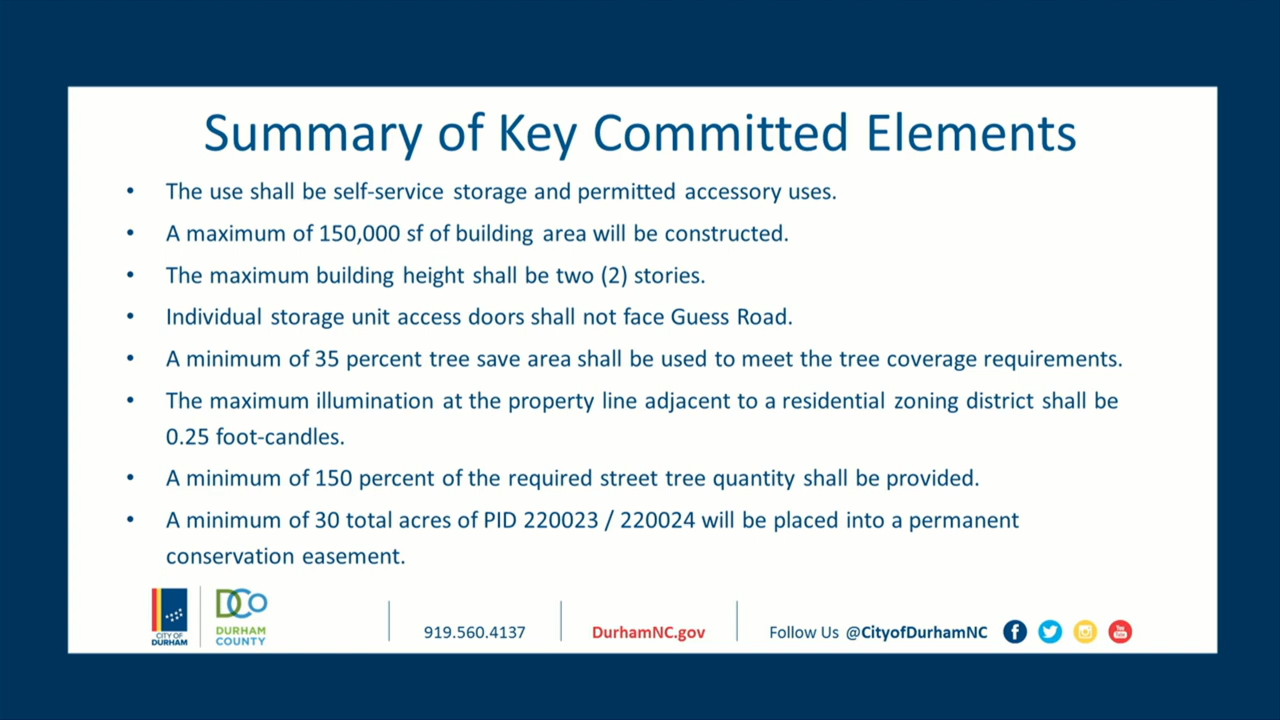 Summary of Key Committed Elements
• The use shall be self-service storage and permitted accessory uses.
• A maximum of 150,000 sf of building area will be constructed.
• The maximum building height shall be two (2) stories.
• Individual storage unit access doors shall not face Guess Road.
• A minimum of 35 percent tree save area shall be used to meet the tree coverage requirements.
• The maximum illumination at the property line adjacent to a residential zoning district shall be
0.25 foot-candles.
• A minimum of 150 percent of the required street tree quantity shall be provided.
• A minimum of 30 total acres of PID 220023 / 220024 will be placed into a permanent
conservation easement.
CITY OF
DURHAM
DCo
DURHAM
COUNTY
919.560.4137
DurhamNC.gov
Follow Us @CityofDurhamNC
You
Tube